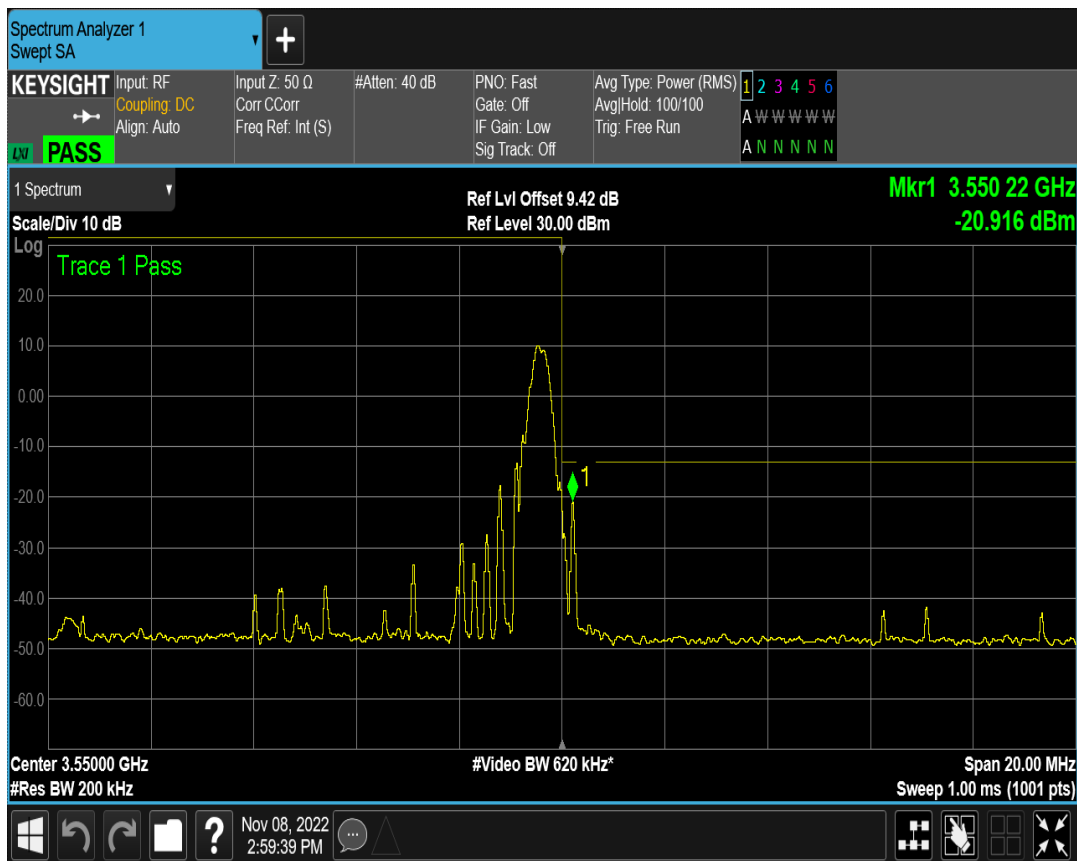 Spectrum Analyzer 1
Swept SA
+
KEYSIGHT
Input: RF
Coupling: DC
Align: Auto
Input Z: 50 Ω
Corr CCorr
Freq Ref: Int (S)
#Atten: 40 dB
PNO: Fast
Gate: Off
IF Gain: Low
Sig Track: Off
Avg Type: Power (RMS)
Avg|Hold: 100/100
Trig: Free Run
1 2 3 4 5 6
A W W W W W
A N N N N N
LXI PASS
1 Spectrum
Scale/Div 10 dB
Ref Lvl Offset 9.42 dB
Ref Level 30.00 dBm
Mkr1 3.550 22 GHz
-20.916 dBm
Log
Trace 1 Pass
20.0
10.0
0.00
-10.0
1
-20.0
-30.0
-40.0
-50.0
-60.0
Center 3.55000 GHz
#Video BW 620 kHz*
Span 20.00 MHz
#Res BW 200 kHz
Sweep 1.00 ms (1001 pts)
?
Nov 08, 2022
2:59:39 PM